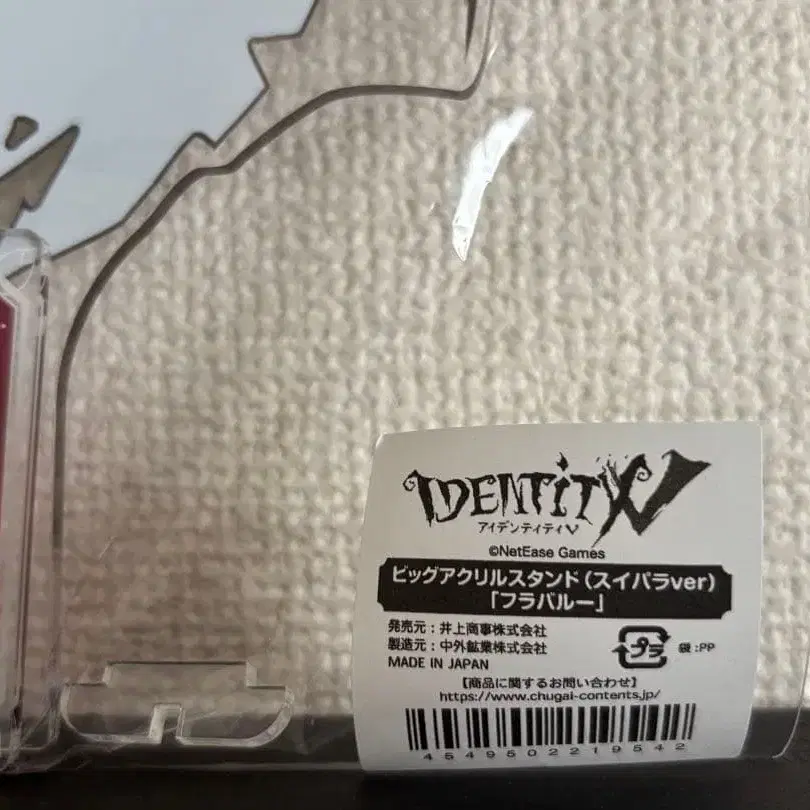 IDENTITY V
アイデンティティV
©NetEase Games
ビッグアクリルスタンド（スイパラver）
「フラバルー」
発売元：井上商事株式会社
製造元：中外鉱業株式会社
MADE IN JAPAN
プラ
袋：PP
【商品に関するお問い合わせ】
https://www.chugai-contents.jp/
4549502219542